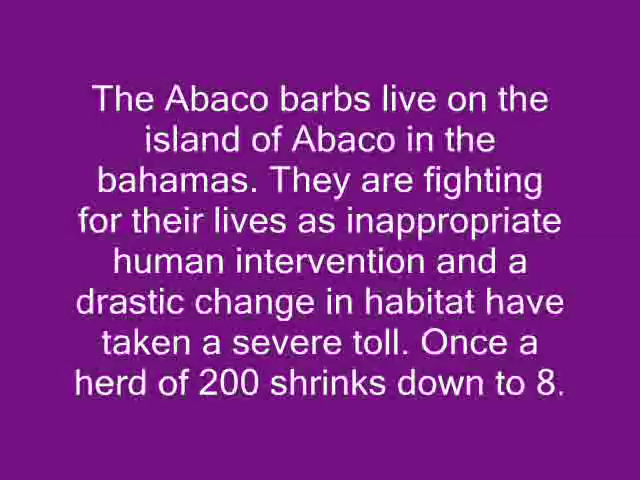 The Abaco barbs live on the
island of Abaco in the
bahamas. They are fighting
for their lives as inappropriate
human intervention and a
drastic change in habitat have
taken a severe toll. Once a
herd of 200 shrinks down to 8.